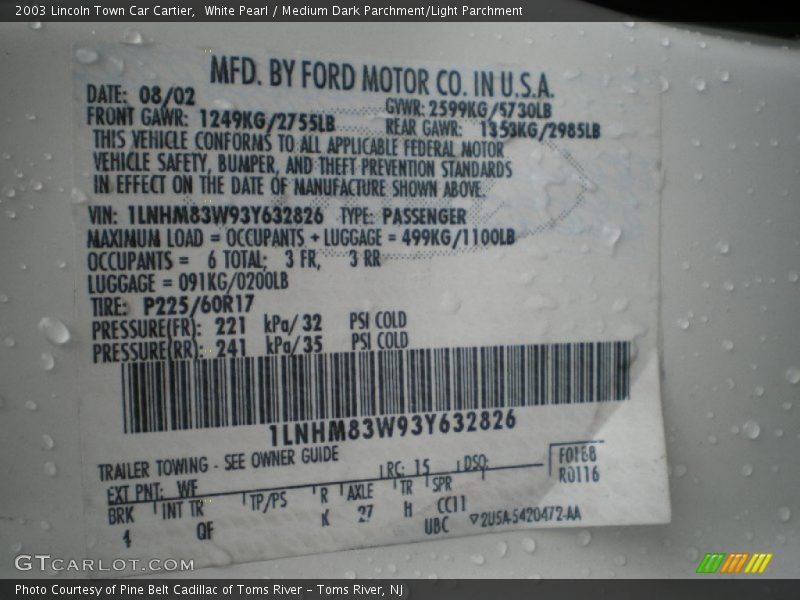 2003 Lincoln Town Car Cartier,  White Pearl / Medium Dark Parchment/Light Parchment
MFD. BY FORD MOTOR CO. IN U.S.A.
DATE: 08/02 GVWR: 2599KG/5730LB
FRONT GAWR: 1249KG/2755LB REAR GAWR: 1353KG/2985LB
THIS VEHICLE CONFORMS TO ALL APPLICABLE FEDERAL MOTOR
VEHICLE SAFETY, BUMPER, AND THEFT PREVENTION STANDARDS
IN EFFECT ON THE DATE OF MANUFACTURE SHOWN ABOVE.
VIN: 1LNHM83W93Y632826 TYPE: PASSENGER
MAXIMUM LOAD = OCCUPANTS + LUGGAGE = 499KG/1100LB
OCCUPANTS = 6 TOTAL; 3 FR, 3 RR
LUGGAGE = 091KG/0200LB
TIRE: P225/60R17
PRESSURE(FR): 221 kPa/32 PSI COLD
PRESSURE(RR): 241 kPa/35 PSI COLD
1LNHM83W93Y632826
TRAILER TOWING - SEE OWNER GUIDE
EXT PNT: WF RC: 15 DSO: F0168
R0116
BRK INT TR TP/PS R AXLE TR SPR
4 QF K 27 H CCI1
UBC 2U5A-5420472-AA
GTCARLOT.COM
Photo Courtesy of Pine Belt Cadillac of Toms River – Toms River, NJ